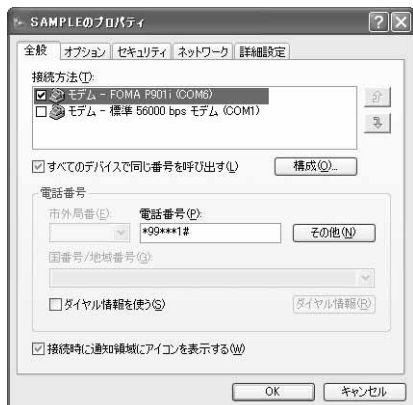 SAMPLEのプロパティ
全般 オプション セキュリティ ネットワーク 詳細設定
接続方法(T):
モデム - FOMA P901i (COM6)
モデム - 標準 56000 bps モデム (COM1)
すべてのデバイスで同じ番号を呼び出す(L) 構成(O)...
電話番号
市外局番(E): 電話番号(P):
*99***1# その他(N)
国番号/地域番号(G):
ダイヤル情報を使う(S) ダイヤル情報(R)
接続時に通知領域にアイコンを表示する(W)
OK キャンセル